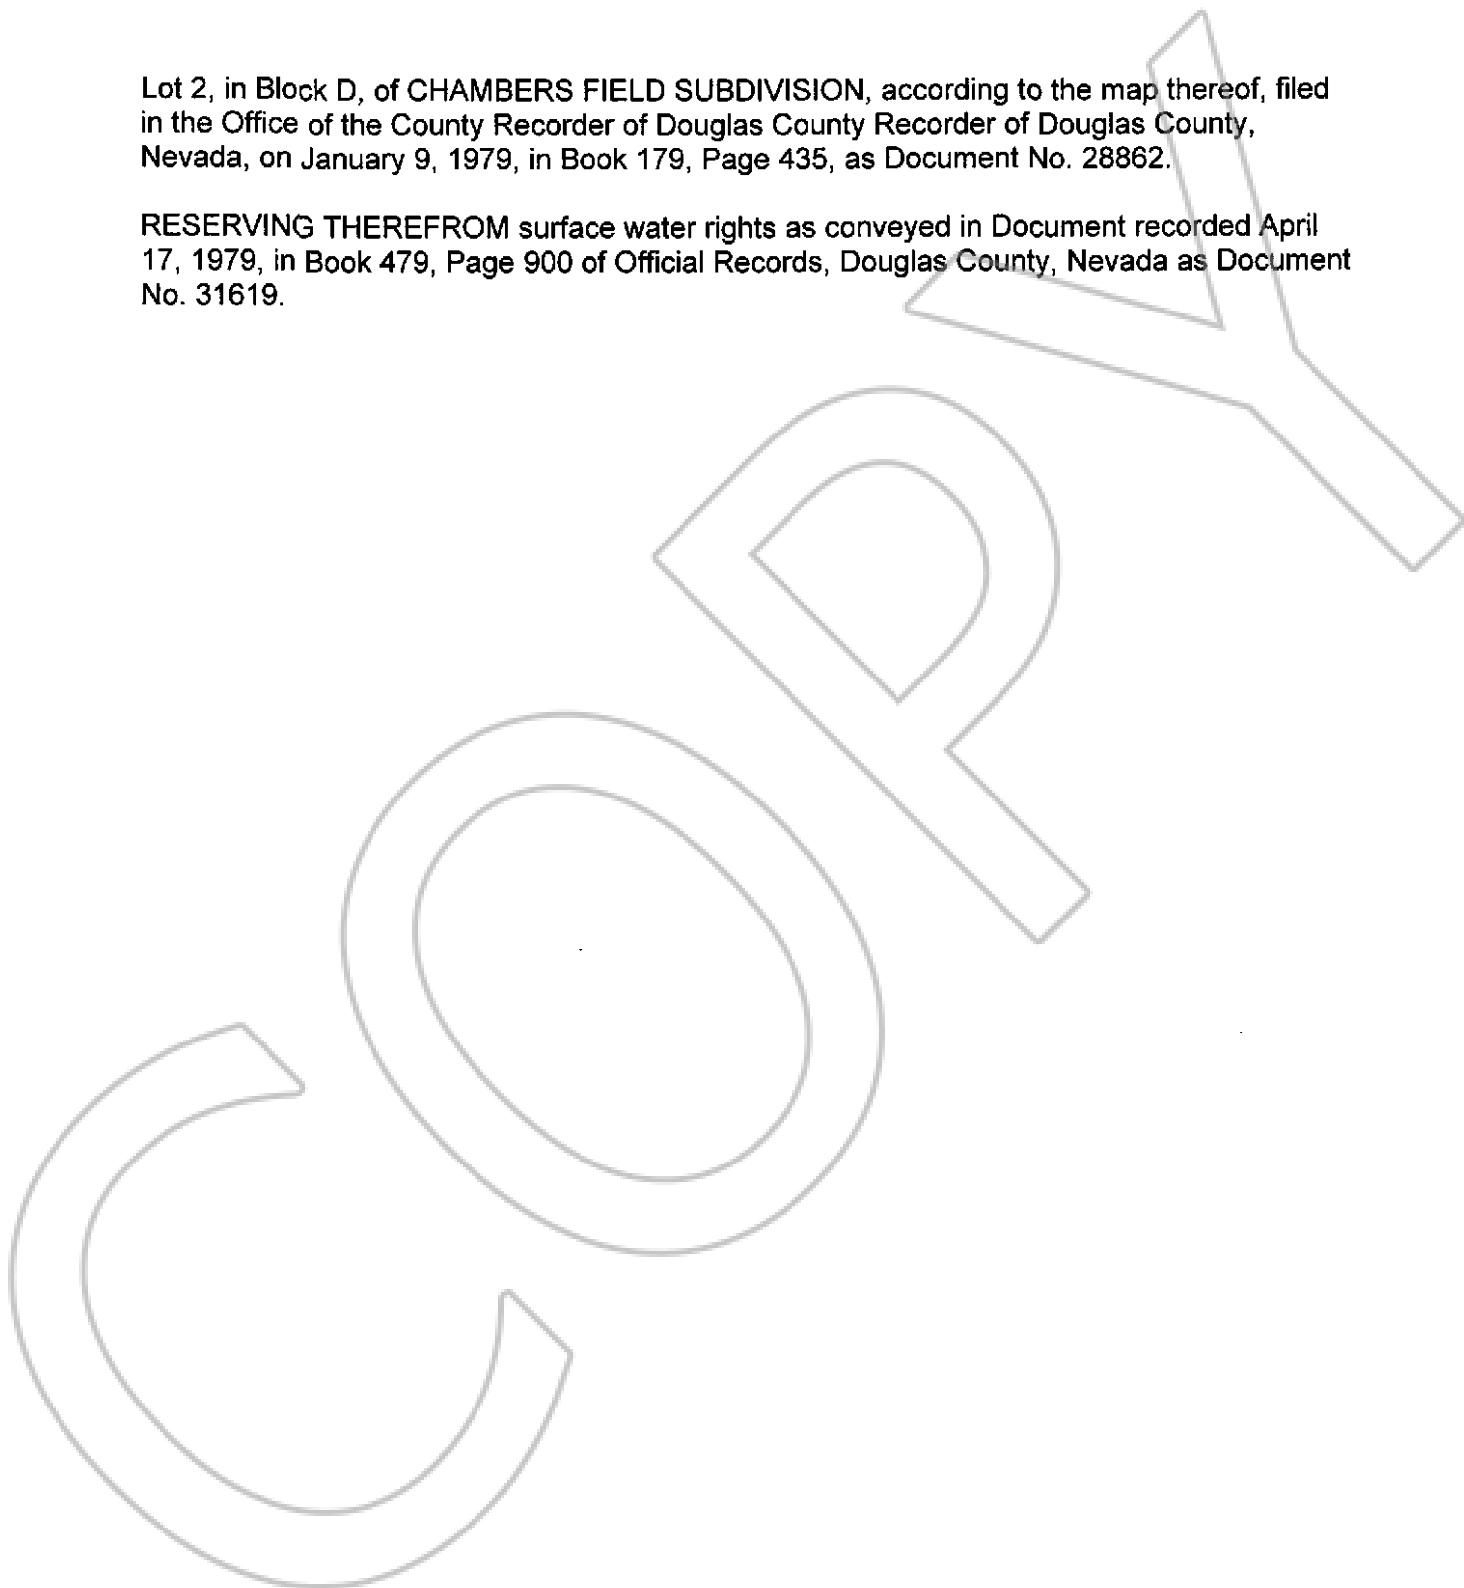 Lot 2, in Block D, of CHAMBERS FIELD SUBDIVISION, according to the map thereof, filed
in the Office of the County Recorder of Douglas County Recorder of Douglas County,
Nevada, on January 9, 1979, in Book 179, Page 435, as Document No. 28862.
RESERVING THEREFROM surface water rights as conveyed in Document recorded April
17, 1979, in Book 479, Page 900 of Official Records, Douglas County, Nevada as Document
No. 31619.
COPY